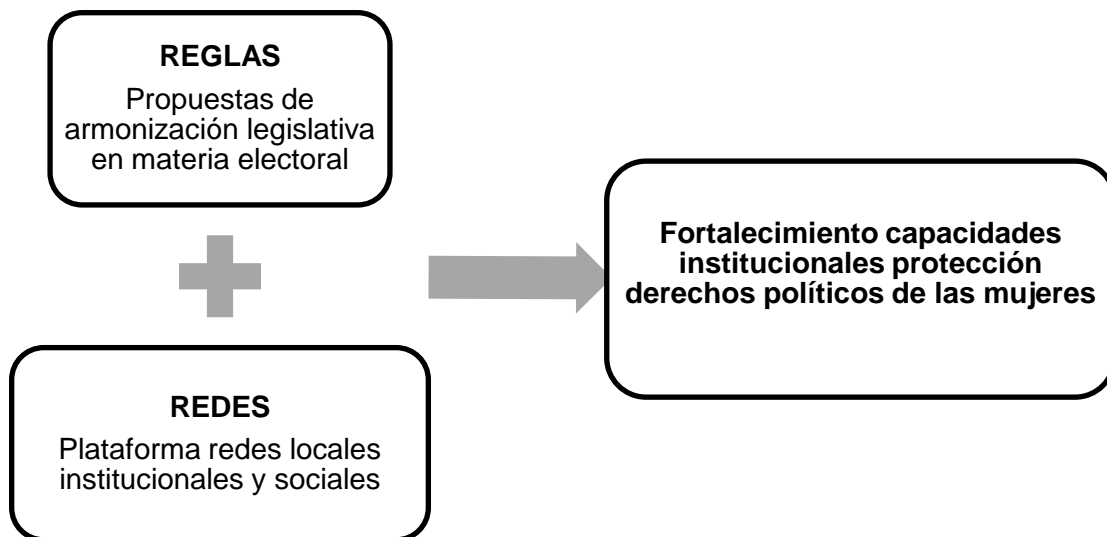 REGLAS
Propuestas de
armonización legislativa
en materia electoral
REDES
Plataforma redes locales
institucionales y sociales
Fortalecimiento capacidades
institucionales protección
derechos políticos de las mujeres